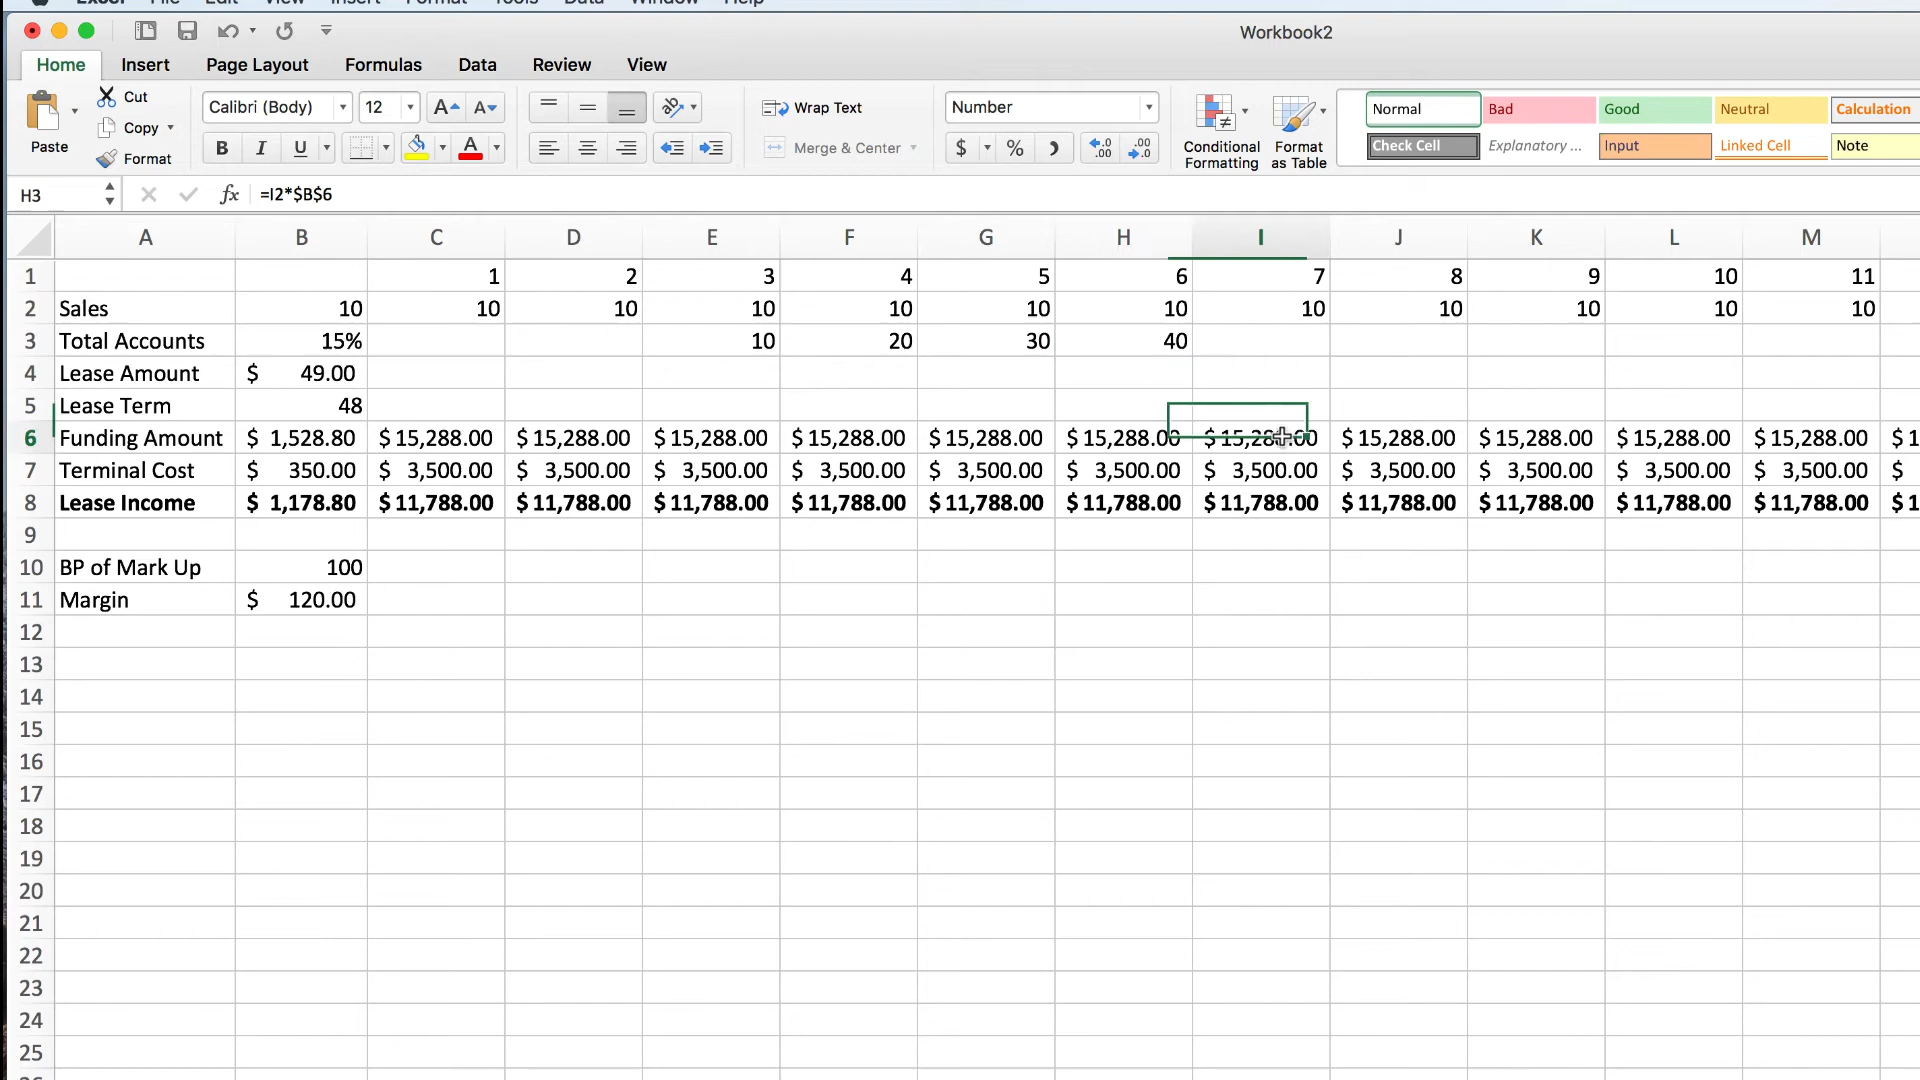 Excel File Edit View Insert Format Tools Data Window Help
Workbook2
Home Insert Page Layout Formulas Data Review View
Paste Cut Copy Format
Calibri (Body) 12 A A
B I U A
Wrap Text
Merge & Center
Number
$ % .0 .00 .00 .0
Conditional Formatting
Format as Table
Normal Bad Good Neutral Calculation
Check Cell Explanatory ... Input Linked Cell Note
H3 fx =I2*$B$6
A B C D E F G H I J K L M
1 1 2 3 4 5 6 7 8 9 10 11
2 Sales 10 10 10 10 10 10 10 10 10 10 10 10
3 Total Accounts 15% 10 20 30 40
4 Lease Amount $ 49.00
5 Lease Term 48
6 Funding Amount $ 1,528.80 $ 15,288.00 $ 15,288.00 $ 15,288.00 $ 15,288.00 $ 15,288.00 $ 15,288.00 $ 15,288.00 $ 15,288.00 $ 15,288.00 $ 15,288.00 $ 15,288.00 $ 1
7 Terminal Cost $ 350.00 $ 3,500.00 $ 3,500.00 $ 3,500.00 $ 3,500.00 $ 3,500.00 $ 3,500.00 $ 3,500.00 $ 3,500.00 $ 3,500.00 $ 3,500.00 $ 3,500.00 $
8 Lease Income $ 1,178.80 $ 11,788.00 $ 11,788.00 $ 11,788.00 $ 11,788.00 $ 11,788.00 $ 11,788.00 $ 11,788.00 $ 11,788.00 $ 11,788.00 $ 11,788.00 $ 11,788.00 $ 1
9
10 BP of Mark Up 100
11 Margin $ 120.00
12
13
14
15
16
17
18
19
20
21
22
23
24
25